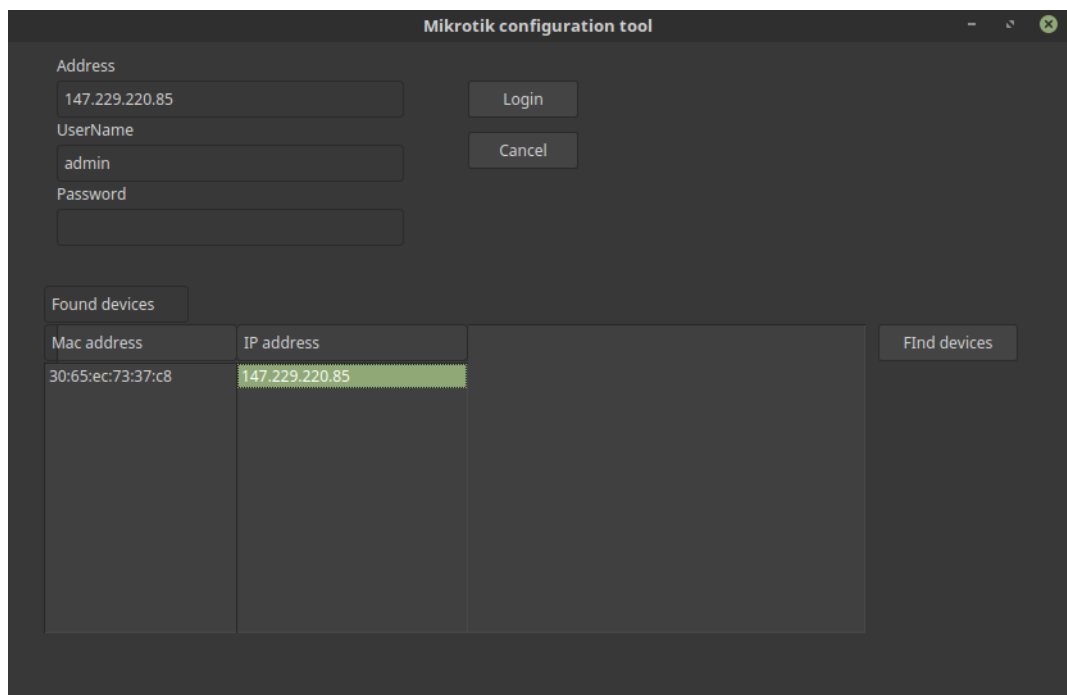 Mikrotik configuration tool
Address
147.229.220.85
Login
UserName
admin
Cancel
Password
Found devices
Mac address IP address
FInd devices
30:65:ec:73:37:c8 147.229.220.85